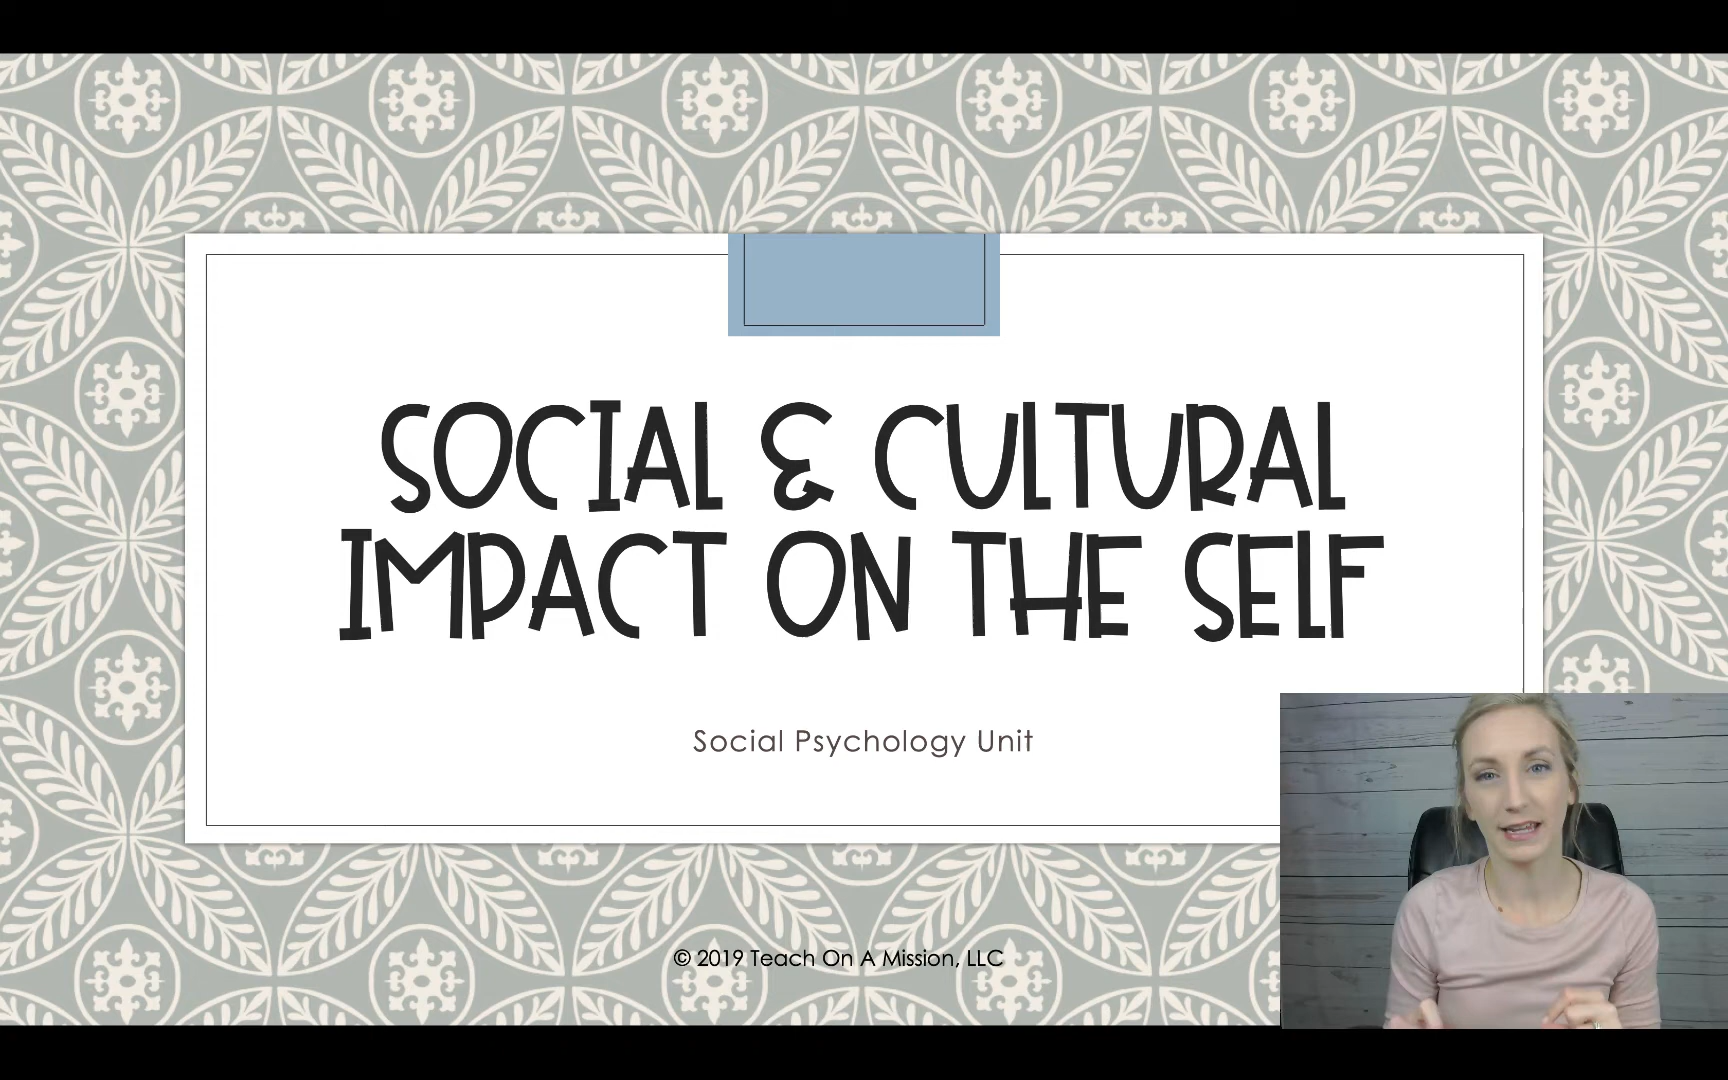 SOCIAL & CULTURAL
IMPACT ON THE SELF
Social Psychology Unit
© 2019 Teach On A Mission, LLC